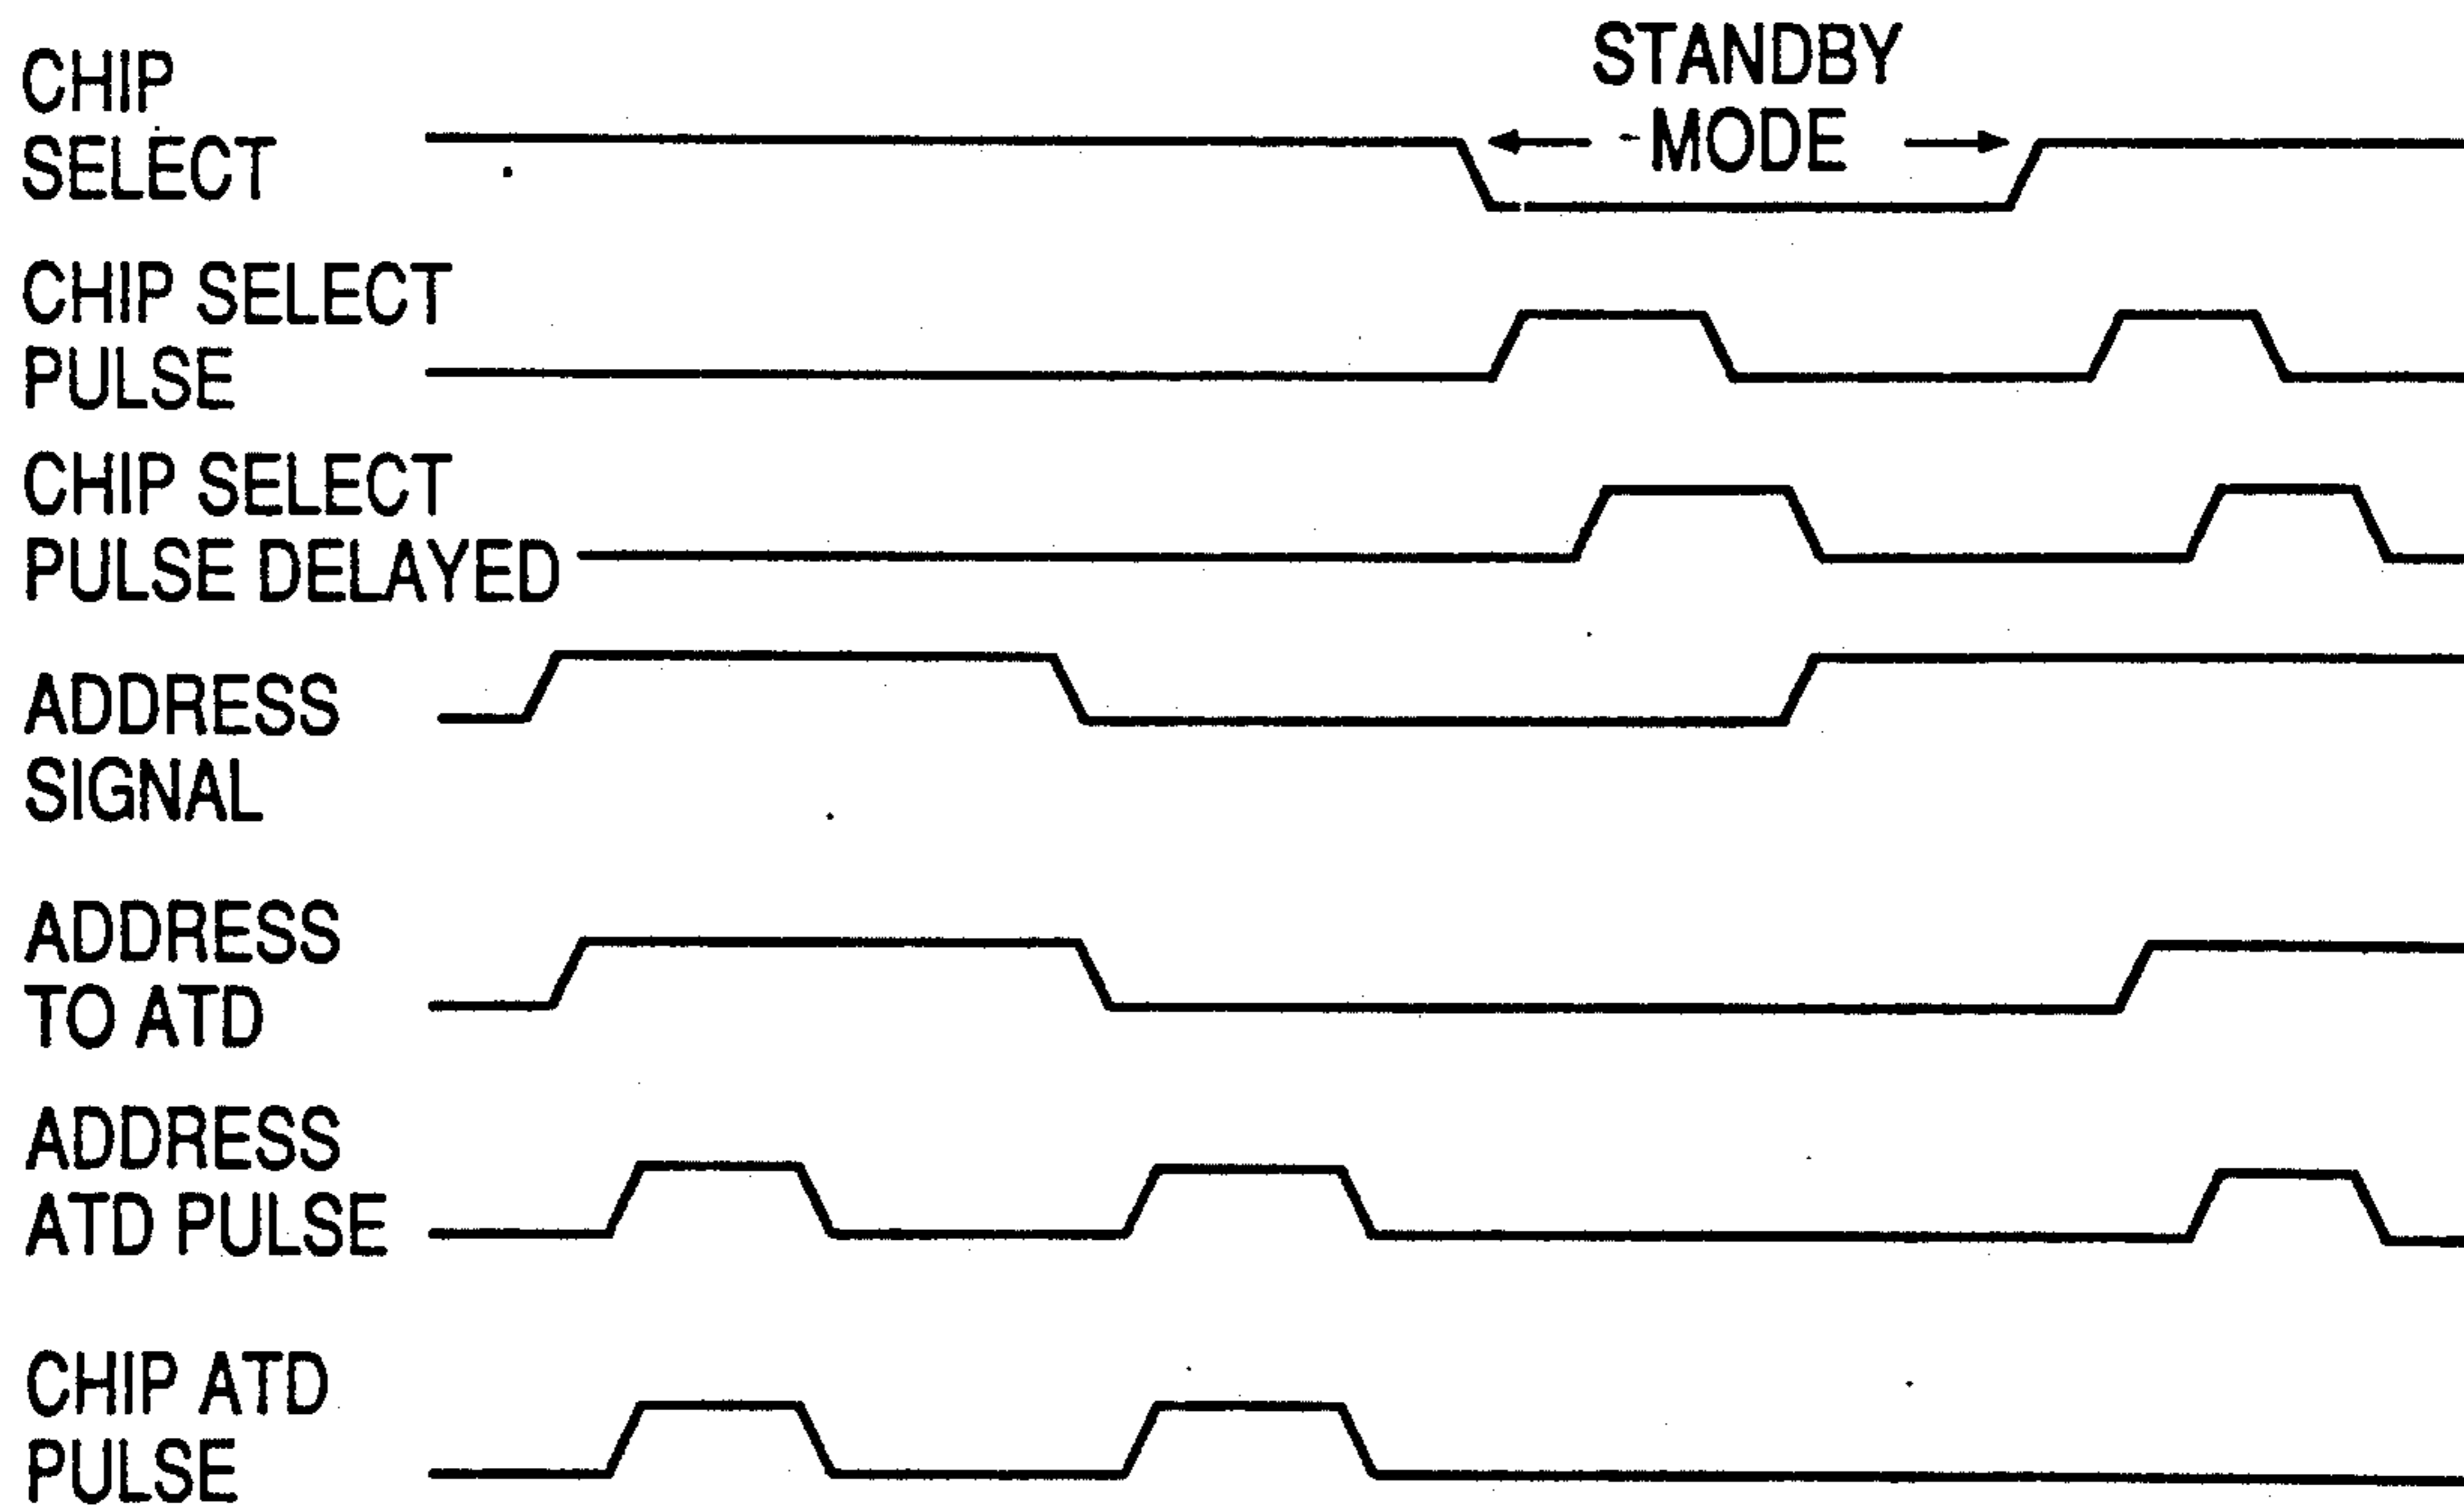 CHIP
SELECT
STANDBY
MODE
CHIP SELECT
PULSE
CHIP SELECT
PULSE DELAYED
ADDRESS
SIGNAL
ADDRESS
TO ATD
ADDRESS
ATD PULSE
CHIP ATD
PULSE